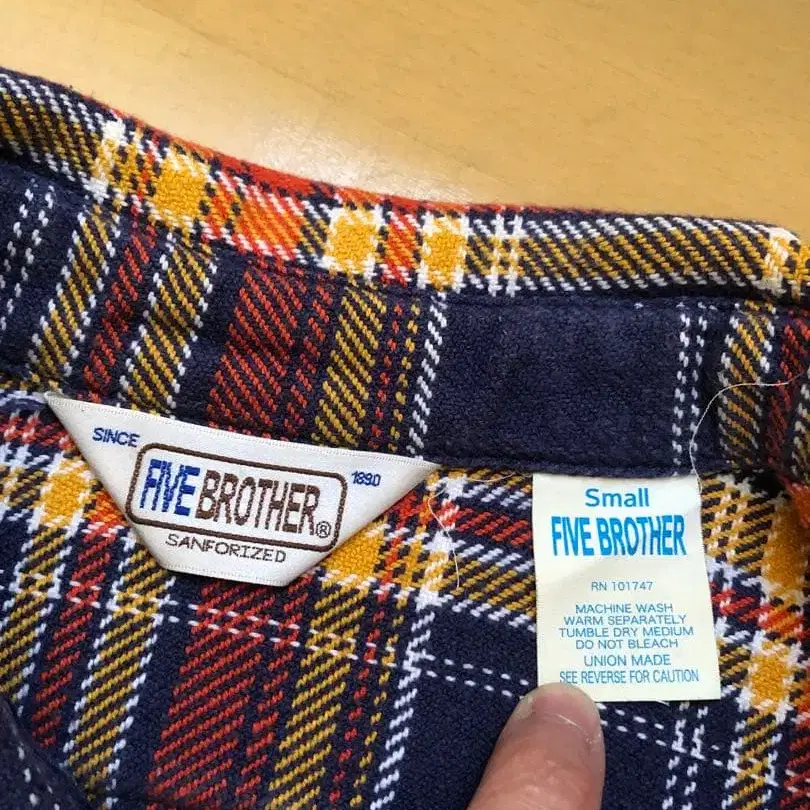 SINCE
1890
FIVE BROTHER®
SANFORIZED
Small
FIVE BROTHER
RN 101747
MACHINE WASH
WARM SEPARATELY
TUMBLE DRY MEDIUM
DO NOT BLEACH
UNION MADE
SEE REVERSE FOR CAUTION